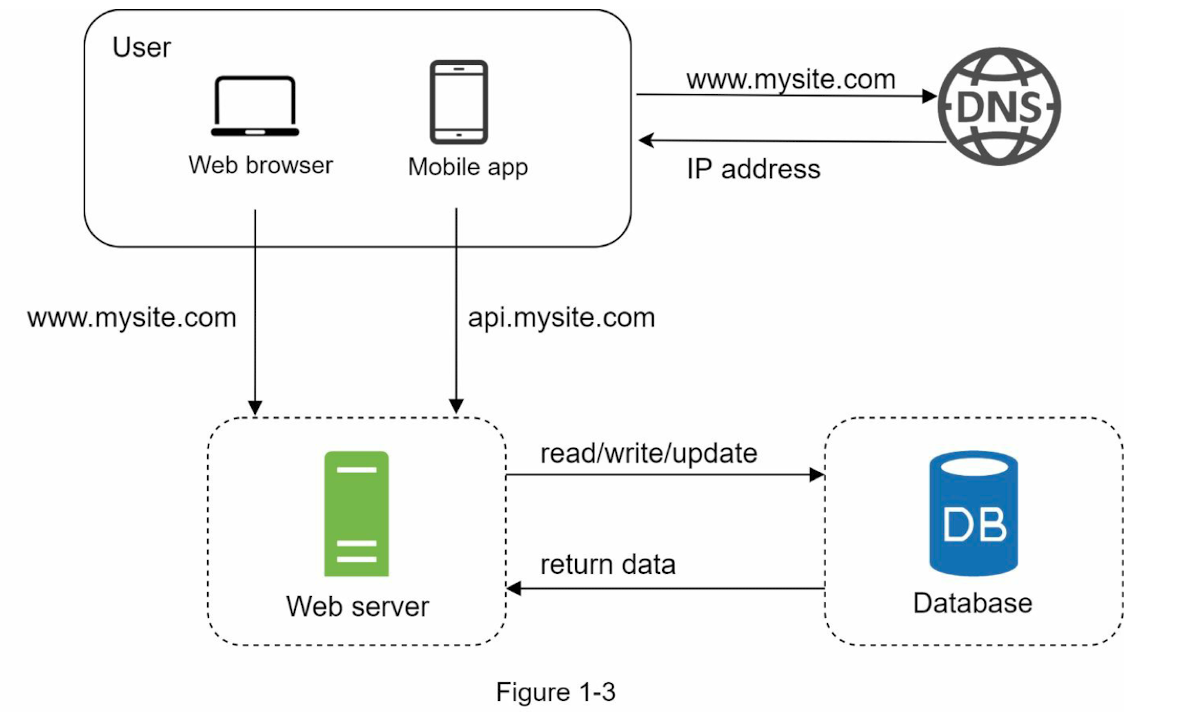 User
Web browser
Mobile app
www.mysite.com
DNS
IP address
www.mysite.com
api.mysite.com
read/write/update
DB
return data
Web server
Database
Figure 1-3